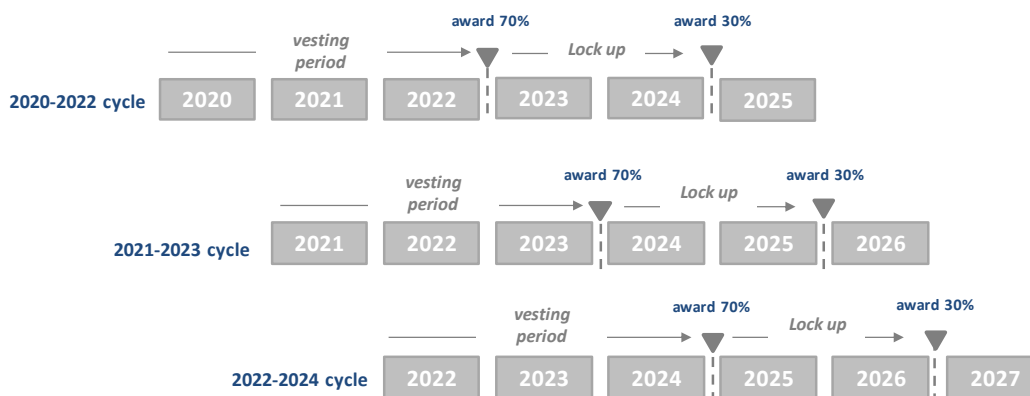 award 70%
award 30%
vesting
period
Lock up
2020-2022 cycle
2020
2021
2022
2023
2024
2025
award 70%
award 30%
vesting
period
Lock up
2021-2023 cycle
2021
2022
2023
2024
2025
2026
award 70%
award 30%
vesting
period
Lock up
2022-2024 cycle
2022
2023
2024
2025
2026
2027